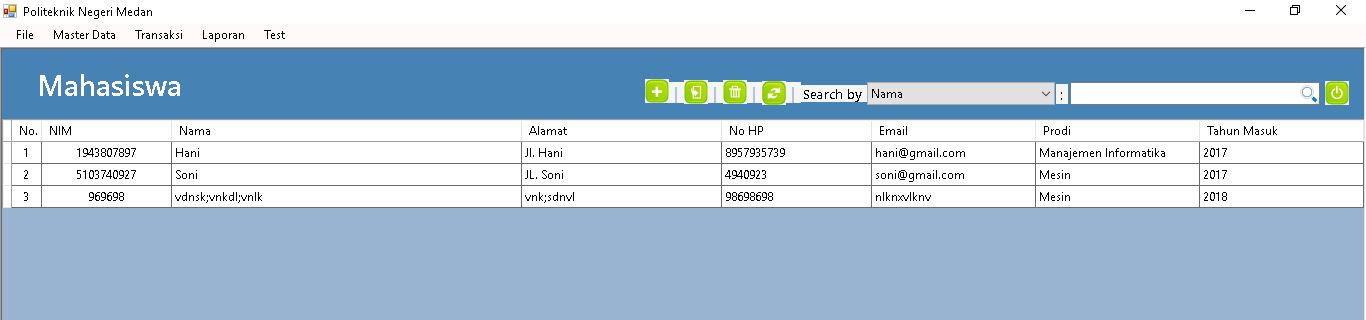 Politeknik Negeri Medan
File Master Data Transaksi Laporan Test
Mahasiswa
Search by Nama :
No. NIM Nama Alamat No HP Email Prodi Tahun Masuk
1 1943807897 Hani Jl. Hani 8957935739 hani@gmail.com Manajemen Informatika 2017
2 5103740927 Soni JL. Soni 4940923 soni@gmail.com Mesin 2017
3 969698 vdnsk;vnkdl;vnlk vnk;sdnvl 98698698 nlknxvlknv Mesin 2018